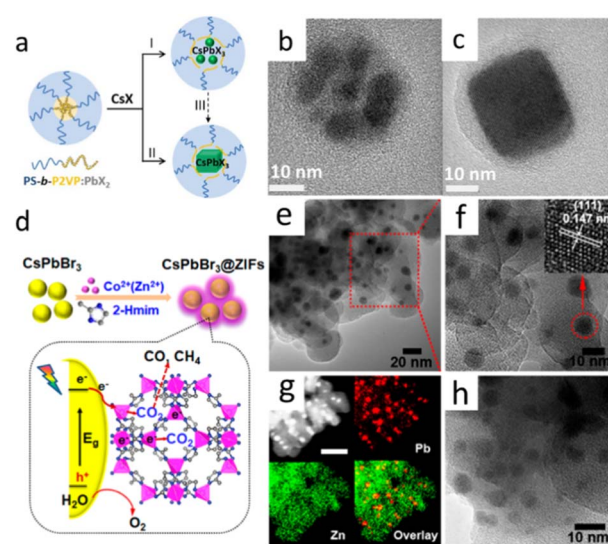 a
CsX
I
II
III
CsPbX₃
CsPbX₃
PS-b-P2VP:PbX₂
b
10 nm
c
10 nm
d
CsPbBr₃
CsPbBr₃@ZIFs
Co²⁺(Zn²⁺)
2-Hmim
CO, CH₄
e⁻
e⁻
CO₂
e⁻
e⁻
CO₂
E_g
h⁺
H₂O
O₂
e
20 nm
f
(111)
0.147 nm
10 nm
g
Pb
Zn
Overlay
h
10 nm